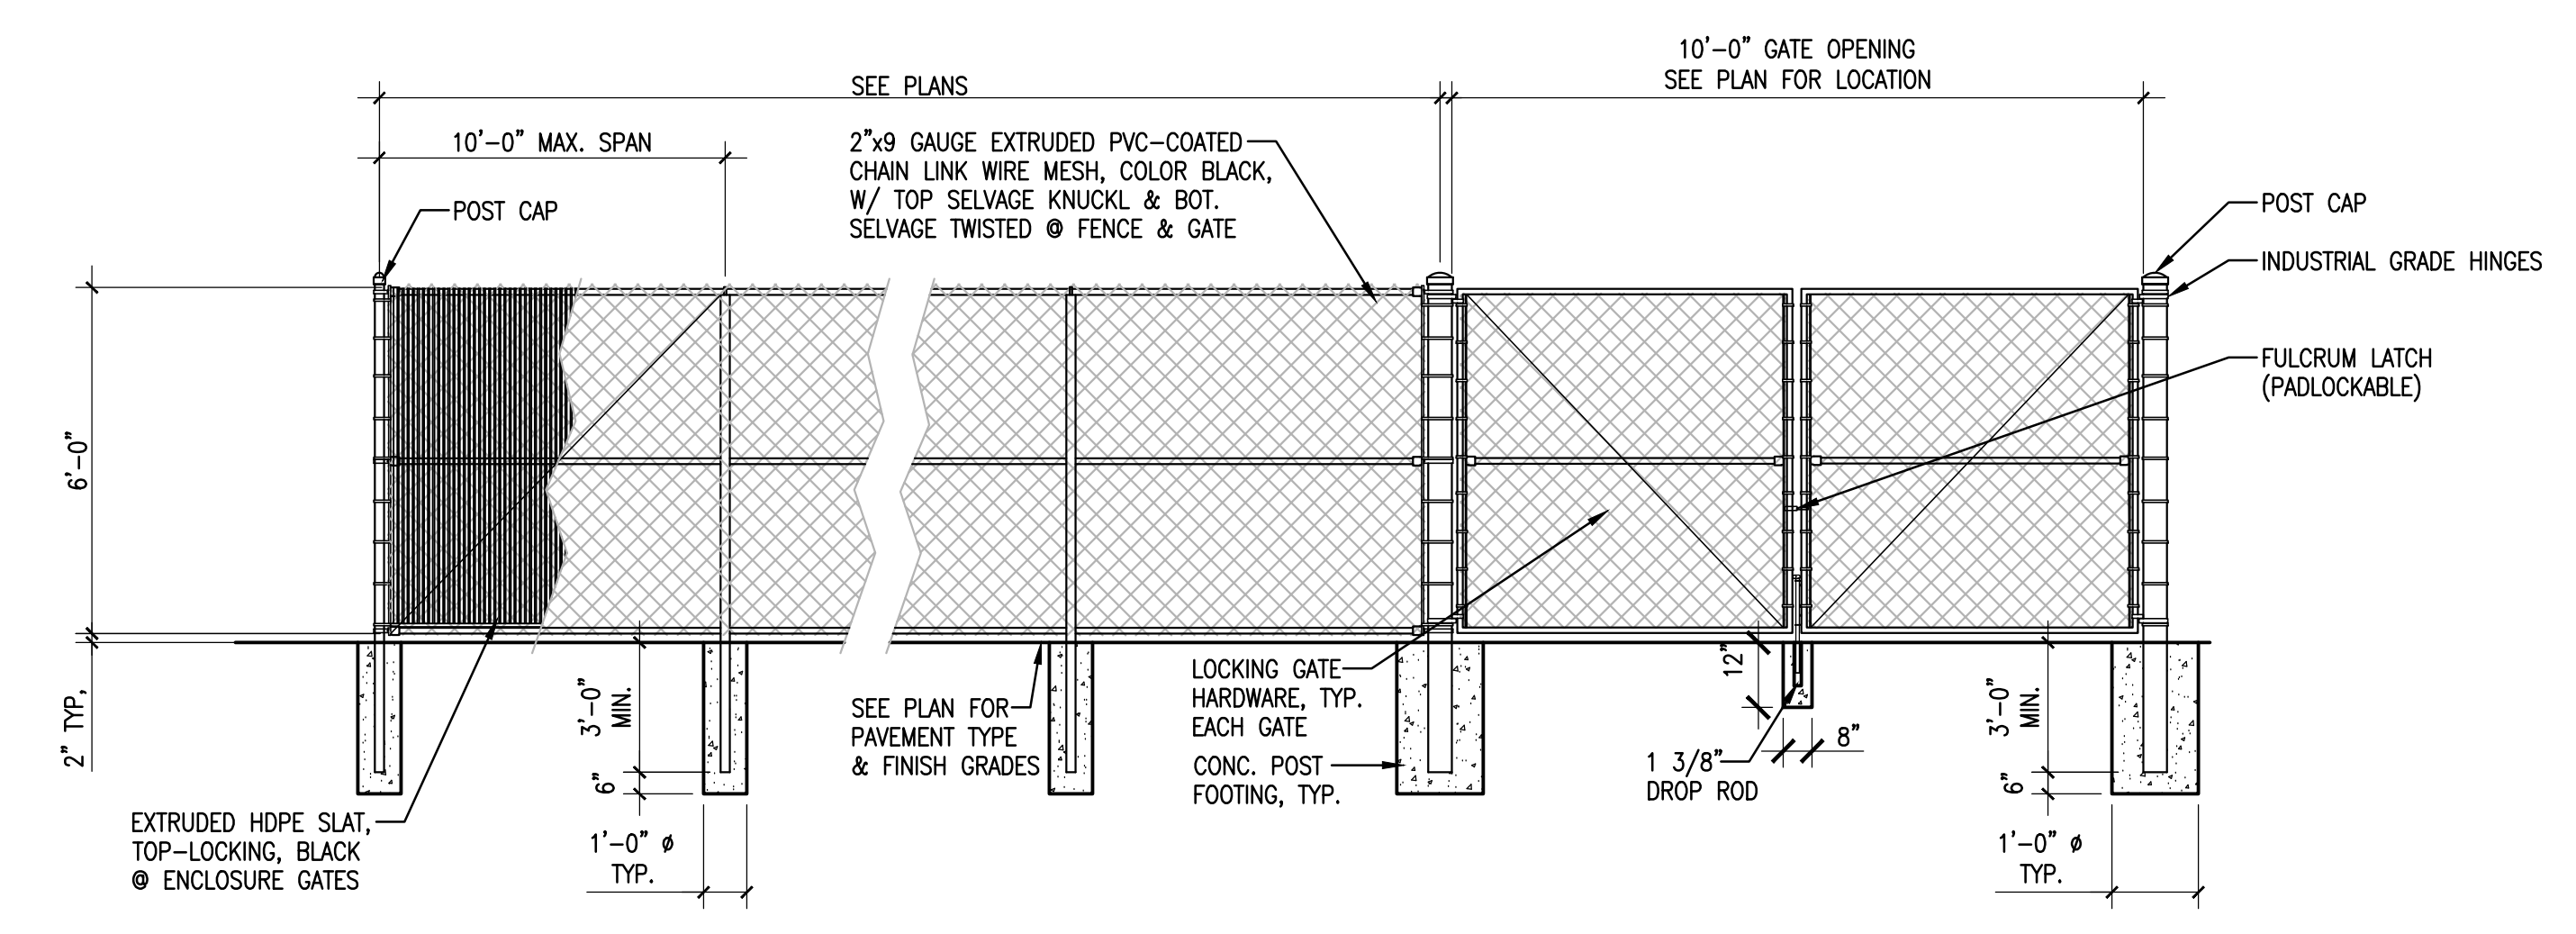 10'-0" GATE OPENING
SEE PLAN FOR LOCATION
SEE PLANS
10'-0" MAX. SPAN
2"x9 GAUGE EXTRUDED PVC-COATED
CHAIN LINK WIRE MESH, COLOR BLACK,
W/ TOP SELVAGE KNUCKL & BOT.
SELVAGE TWISTED @ FENCE & GATE
POST CAP
POST CAP
INDUSTRIAL GRADE HINGES
FULCRUM LATCH
(PADLOCKABLE)
6'-0"
2" TYP,
3'-0"
MIN.
6"
1'-0" ø
TYP.
EXTRUDED HDPE SLAT,
TOP-LOCKING, BLACK
@ ENCLOSURE GATES
SEE PLAN FOR
PAVEMENT TYPE
& FINISH GRADES
LOCKING GATE
HARDWARE, TYP.
EACH GATE
CONC. POST
FOOTING, TYP.
12"
8"
1 3/8"
DROP ROD
3'-0"
MIN.
6"
1'-0" ø
TYP.